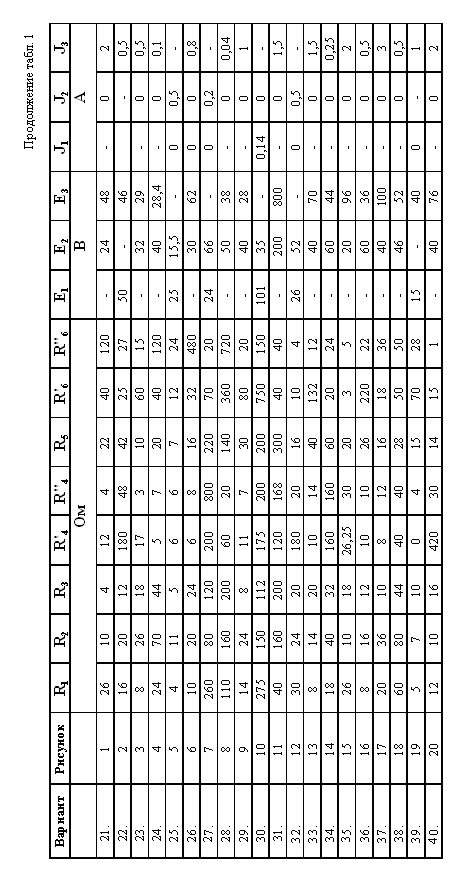 Продолжение табл. 1
Вариант Рисунок R₁ R₂ R₃ R'₄ R''₄ R₅ R'₆ R''₆ E₁ E₂ E₃ J₁ J₂ J₃
Ом В А
21. 1 26 10 4 12 4 22 40 120 - 24 48 - 0 2
22. 2 16 20 12 180 48 42 25 27 50 - 46 0 - 0,5
23. 3 8 26 18 17 3 10 60 15 - 32 29 - 0 0,5
24. 4 24 70 44 5 7 20 40 120 - 40 28,4 - 0 0,1
25. 5 4 11 5 6 6 7 12 24 25 15,5 - 0 0,5 -
26. 6 10 20 24 6 8 16 32 480 - 30 62 - 0 0,8
27. 7 260 80 120 200 800 220 70 20 24 66 - 0 0,2 -
28. 8 110 160 200 60 20 140 360 720 - 50 38 - 0 0,04
29. 9 14 24 8 11 7 30 80 20 - 40 28 - 0 1
30. 10 275 150 112 175 200 200 750 150 101 35 - 0,14 0 -
31. 11 40 160 200 120 168 300 40 40 - 200 800 - 0 1,5
32. 12 30 24 20 180 20 16 10 4 26 52 - 0 0,5 -
33. 13 8 14 20 10 14 40 132 12 - 40 70 - 0 1,5
34. 14 18 40 32 160 160 60 20 24 - 60 44 - 0 0,25
35. 15 26 10 18 26,25 30 20 3 5 - 20 96 - 0 2
36. 16 8 16 12 10 10 26 220 22 - 60 36 - 0 0,5
37. 17 20 36 10 8 12 16 18 36 - 40 100 - 0 3
38. 18 60 80 44 40 40 28 50 50 - 46 52 - 0 0,5
39. 19 5 7 10 0 4 15 70 28 15 - 40 0 - 1
40. 20 12 10 16 420 30 14 15 1 - 40 76 - 0 2